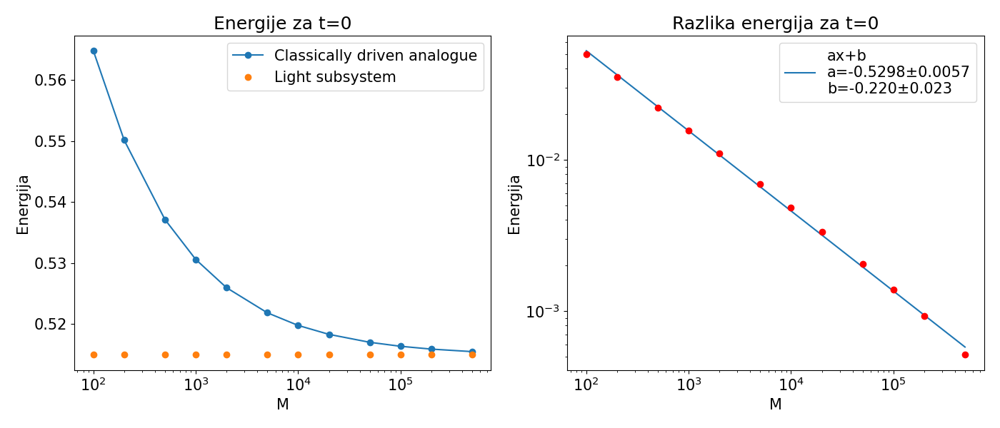 Energije za t=0
Energija
0.56
0.55
0.54
0.53
0.52
Classically driven analogue
Light subsystem
10²
10³
10⁴
10⁵
M
Razlika energija za t=0
Energija
10⁻²
10⁻³
ax+b
a=-0.5298±0.0057
b=-0.220±0.023
10²
10³
10⁴
10⁵
M